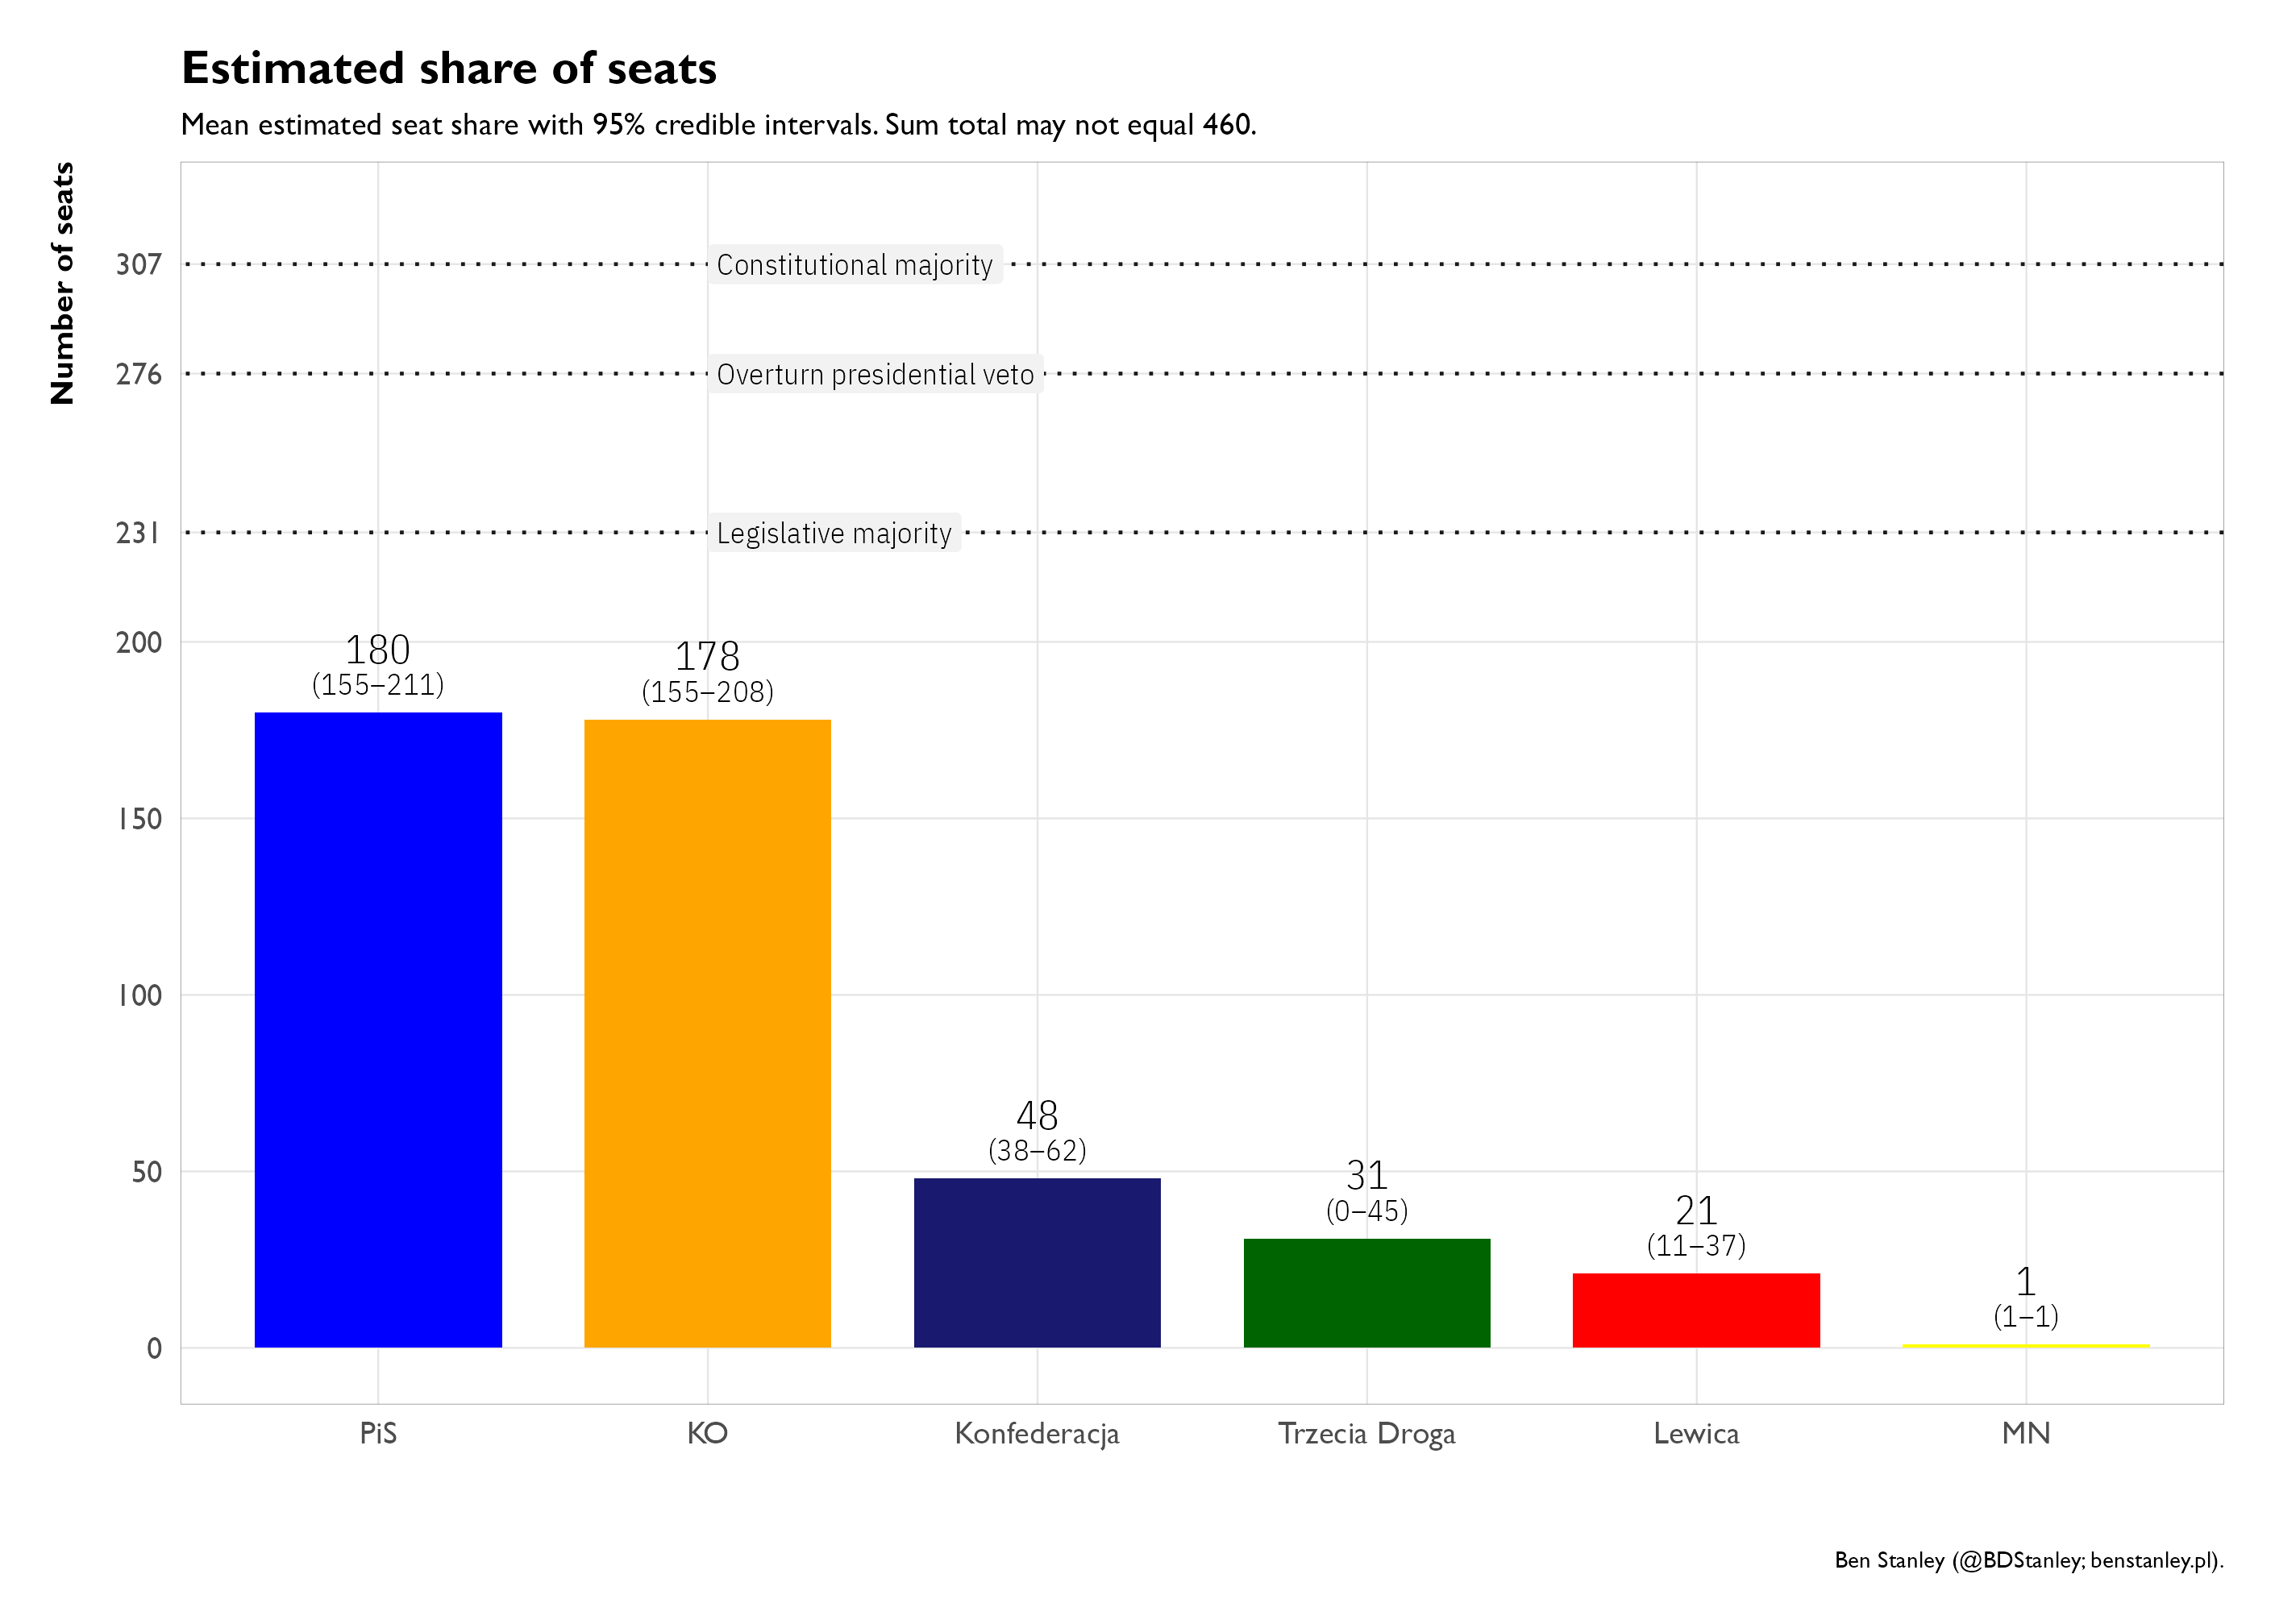 Estimated share of seats
Mean estimated seat share with 95% credible intervals. Sum total may not equal 460.
Number of seats
307
Constitutional majority
276
Overturn presidential veto
231
Legislative majority
200
150
100
50
0
180
(155–211)
178
(155–208)
48
(38–62)
31
(0–45)
21
(11–37)
1
(1–1)
PiS
KO
Konfederacja
Trzecia Droga
Lewica
MN
Ben Stanley (@BDStanley; benstanley.pl).